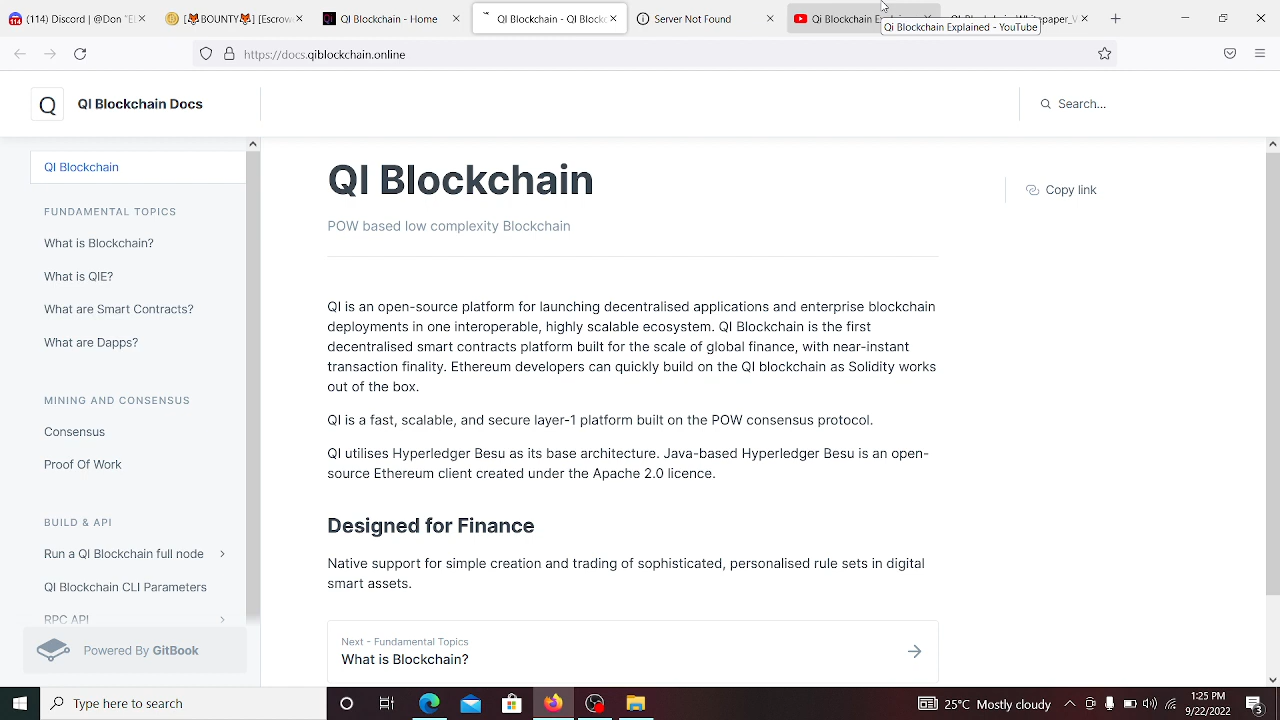 (114) Discord | "El
[🦊BOUNTY🦊] [Escrow
QI Blockchain - Home
QI Blockchain - QI Block
Server Not Found
Qi Blockchain
Qi Blockchain Explained - YouTube
https://docs.qiblockchain.online
Q
QI Blockchain Docs
Search...
QI Blockchain
FUNDAMENTAL TOPICS
What is Blockchain?
What is QIE?
What are Smart Contracts?
What are Dapps?
MINING AND CONSENSUS
Consensus
Proof Of Work
BUILD & API
Run a QI Blockchain full node
QI Blockchain CLI Parameters
RPC API
Powered By GitBook
QI Blockchain
POW based low complexity Blockchain
Copy link
QI is an open-source platform for launching decentralised applications and enterprise blockchain
deployments in one interoperable, highly scalable ecosystem. QI Blockchain is the first
decentralised smart contracts platform built for the scale of global finance, with near-instant
transaction finality. Ethereum developers can quickly build on the QI blockchain as Solidity works
out of the box.
QI is a fast, scalable, and secure layer-1 platform built on the POW consensus protocol.
QI utilises Hyperledger Besu as its base architecture. Java-based Hyperledger Besu is an open-
source Ethereum client created under the Apache 2.0 licence.
Designed for Finance
Native support for simple creation and trading of sophisticated, personalised rule sets in digital
smart assets.
Next - Fundamental Topics
What is Blockchain?
Type here to search
25°C Mostly cloudy
1:25 PM
9/22/2022
3